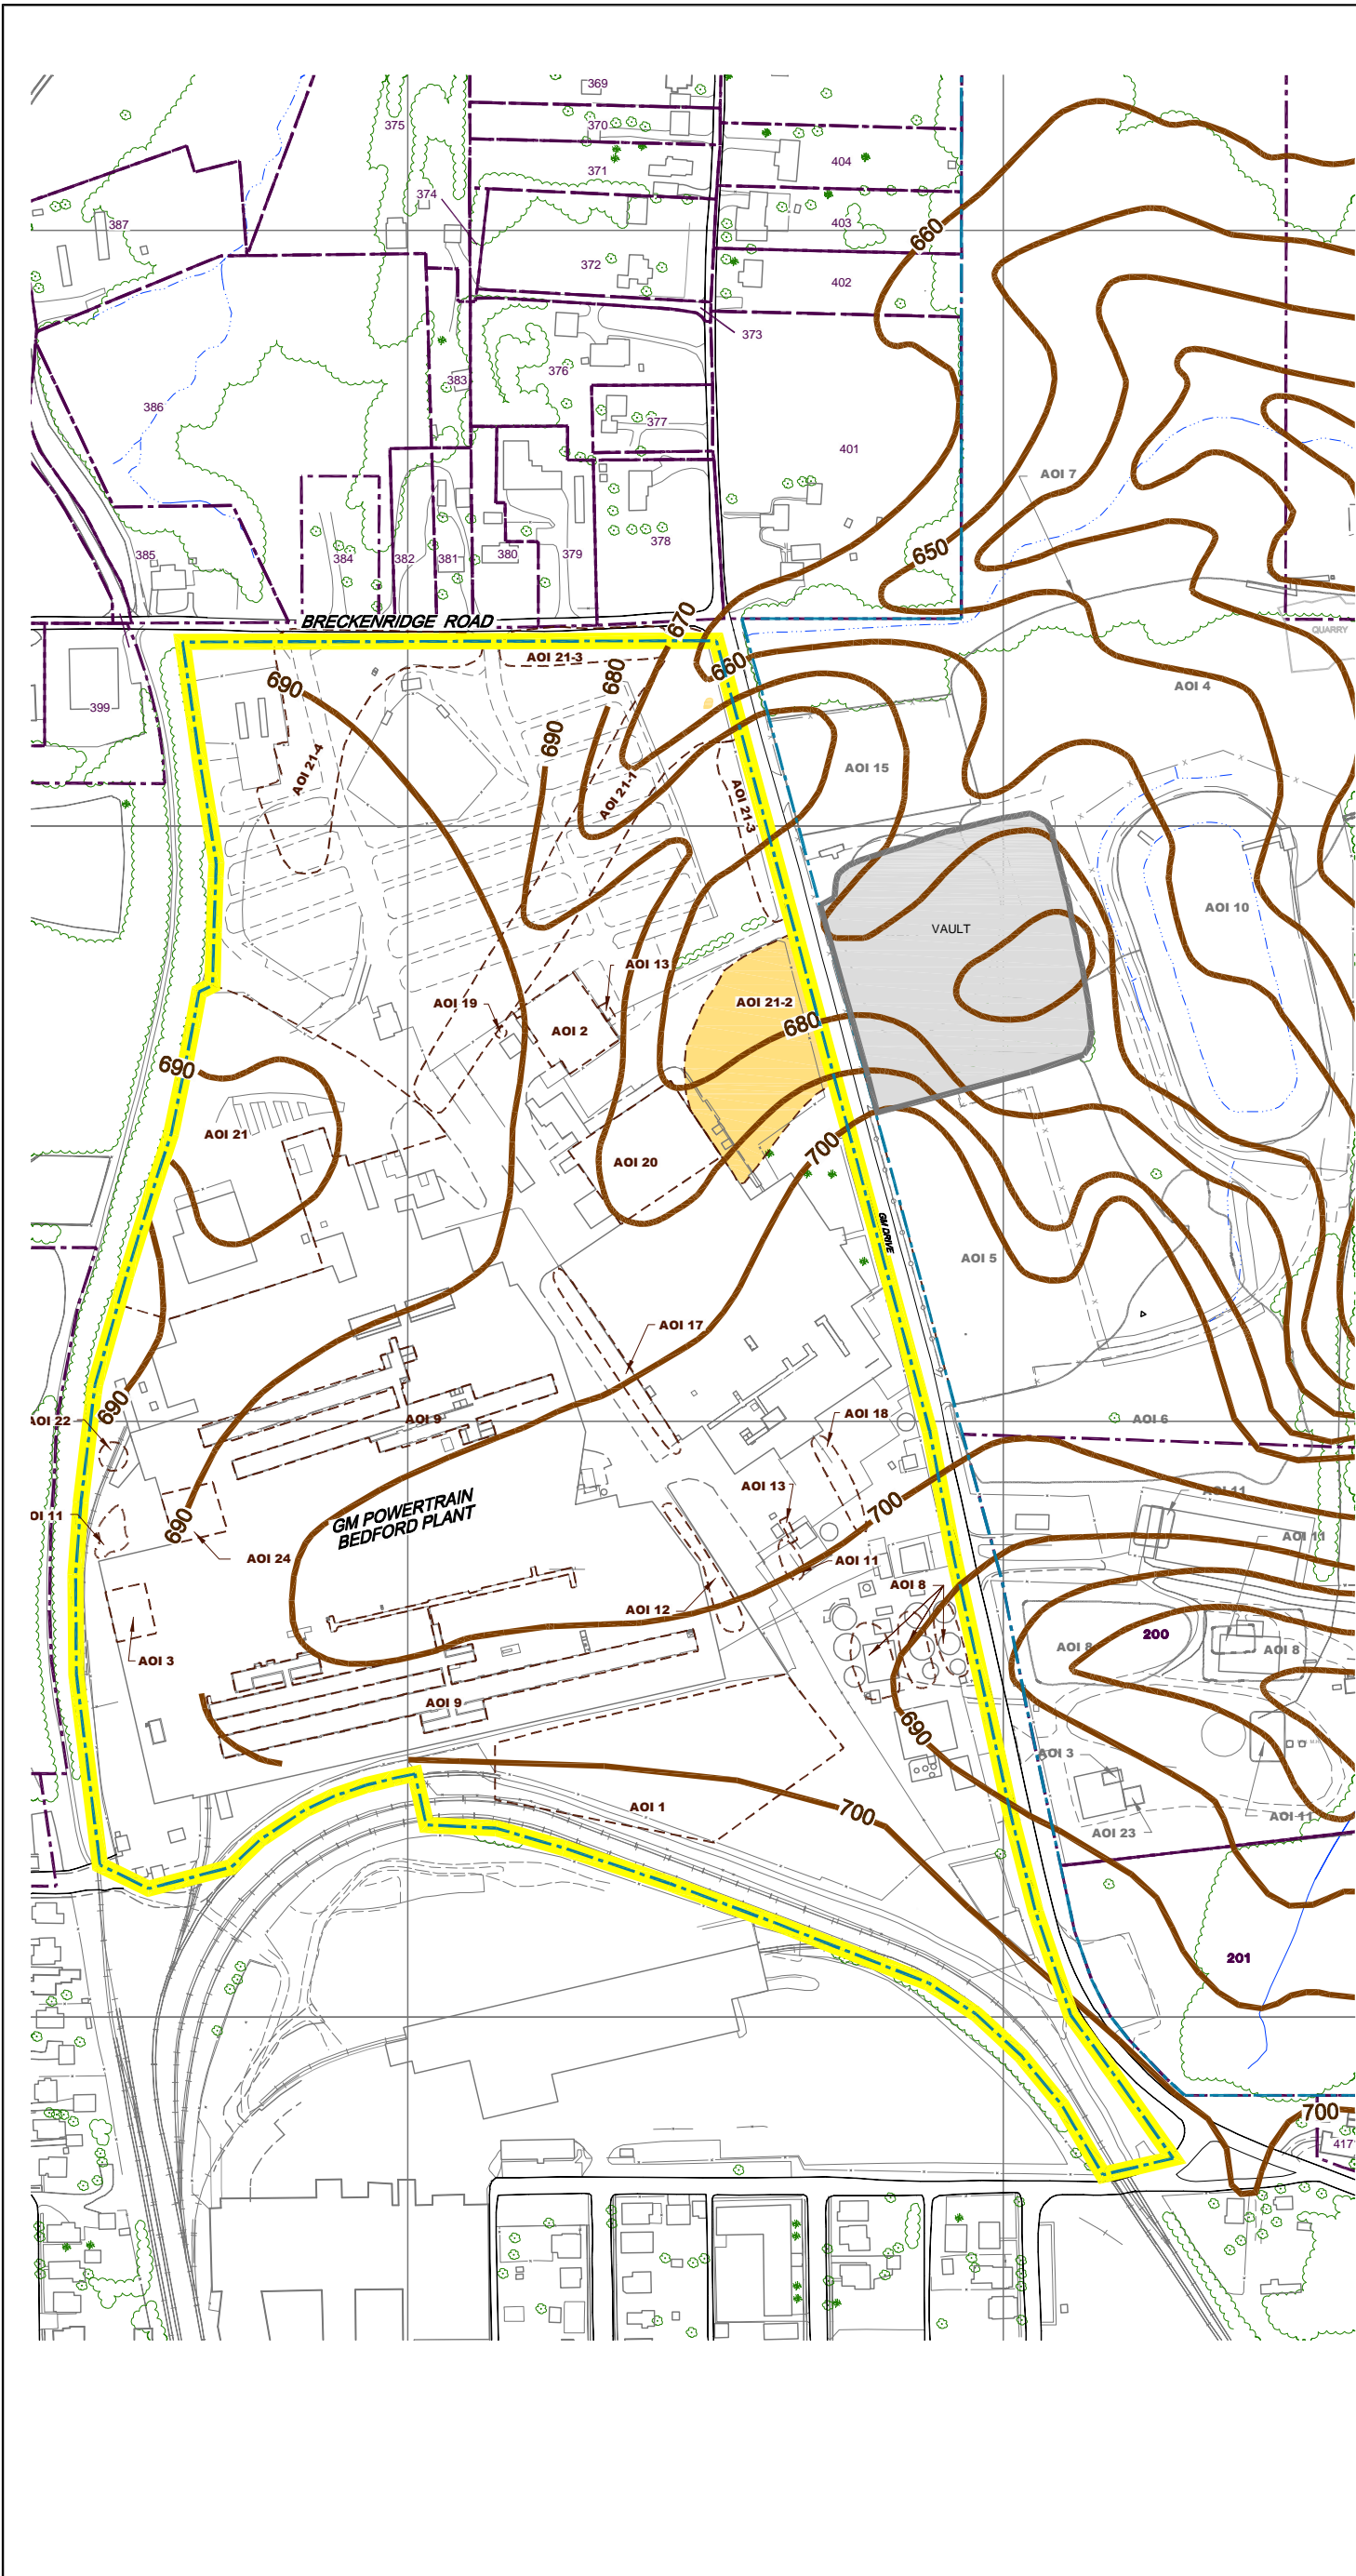 369
375
370
404
371
374
403
387
660
372
402
373
376
383
386
377
401
AOI 7
650
385
384
382
381
380
379
378
BRECKENRIDGE ROAD
670
QUARRY
AOI 21-3
660
680
690
AOI 4
399
690
AOI 21-4
AOI 15
AOI 21-1
AOI 21-3
AOI 10
VAULT
AOI 13
AOI 19
AOI 21-2
680
AOI 2
690
AOI 21
700
AOI 20
GM DRIVE
AOI 5
AOI 17
690
AOI 22
AOI 9
AOI 18
AOI 6
AOI 13
AOI 11
700
GM POWERTRAIN
BEDFORD PLANT
OI 11
690
AOI 11
AOI 24
AOI 11
AOI 8
AOI 12
200
AOI 8
AOI 8
AOI 3
AOI 9
690
AOI 3
AOI 1
700
AOI 11
AOI 23
201
700
417